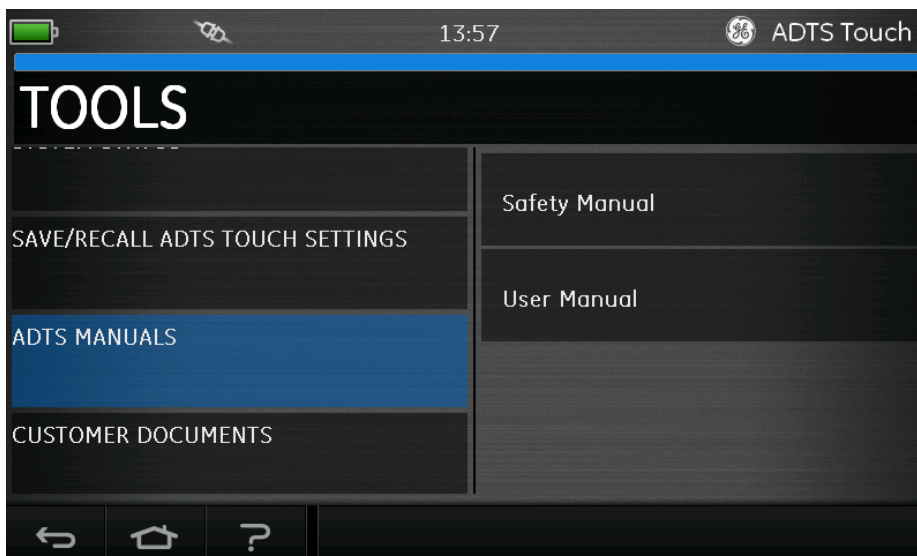 13:57
ADTS Touch
TOOLS
SAVE/RECALL ADTS TOUCH SETTINGS
ADTS MANUALS
CUSTOMER DOCUMENTS
Safety Manual
User Manual
?